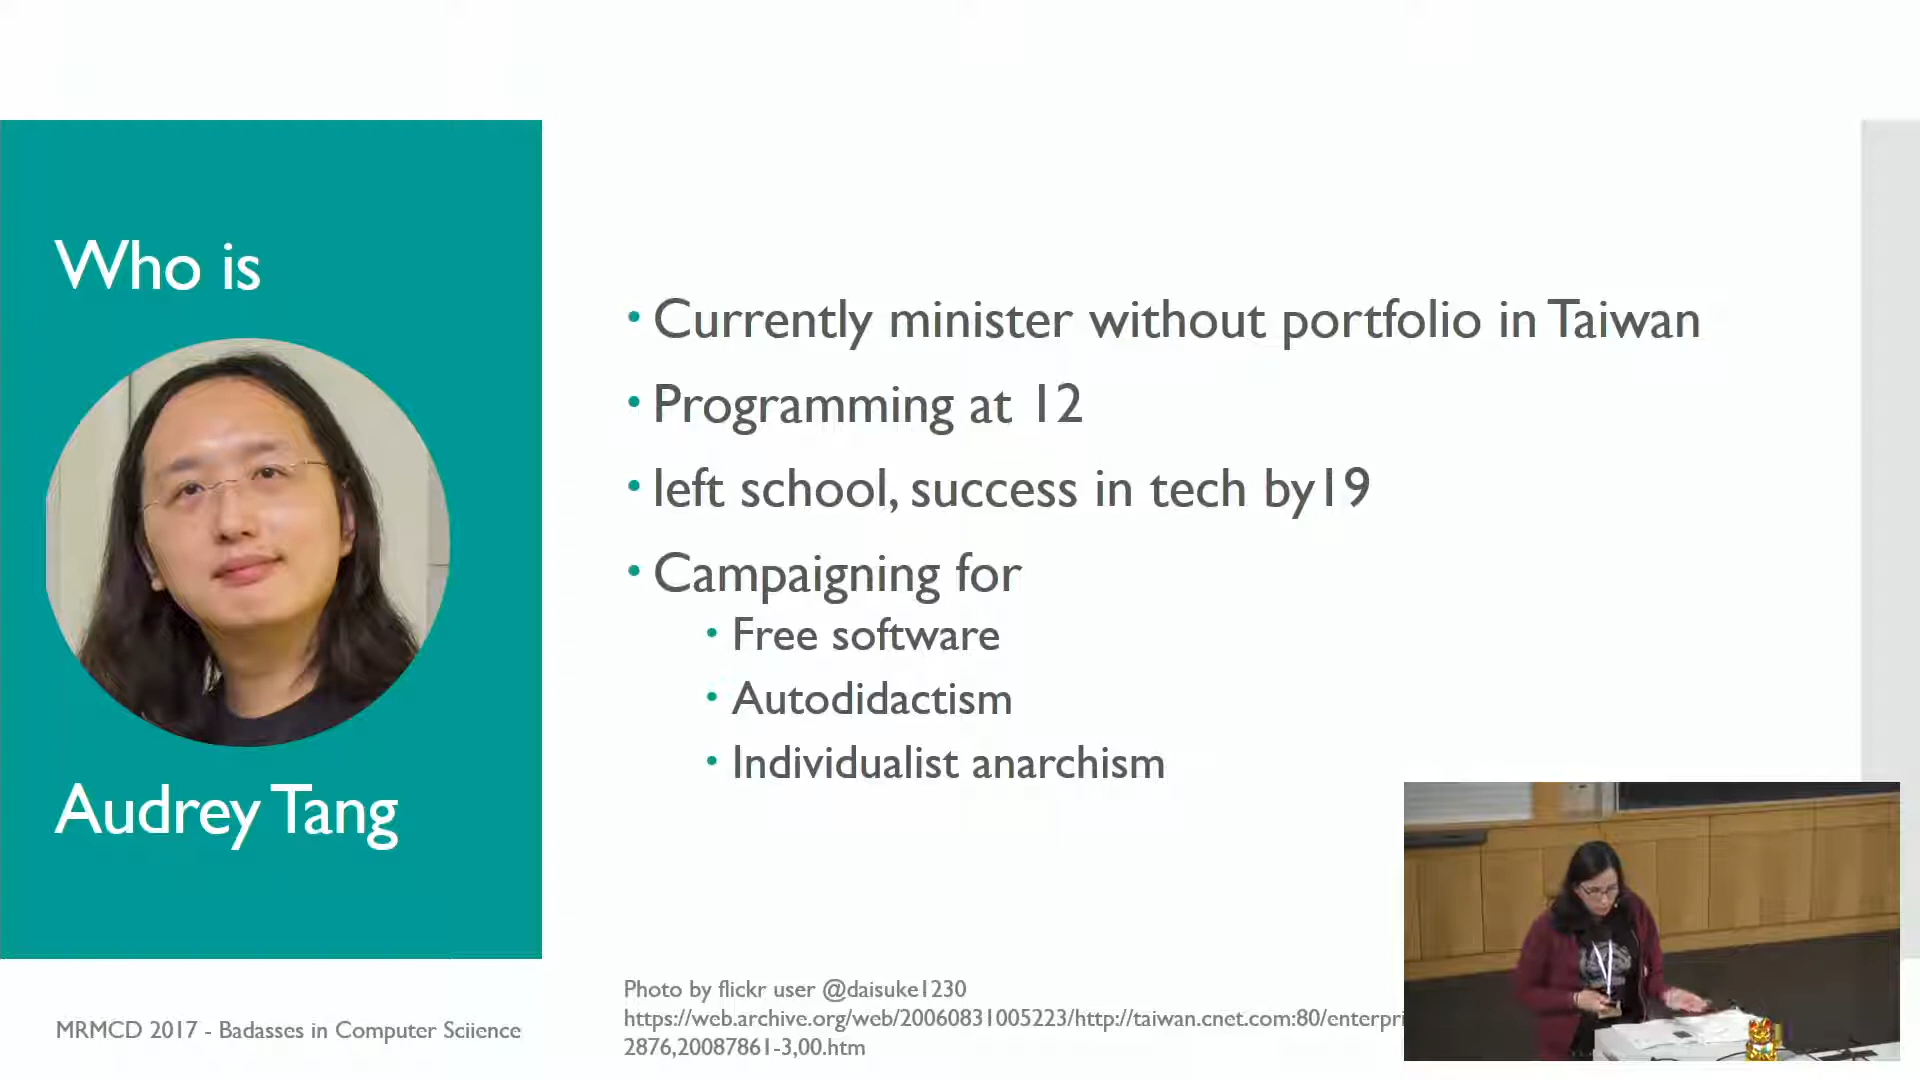 Who is
Audrey Tang
• Currently minister without portfolio in Taiwan
• Programming at 12
• left school, success in tech by19
• Campaigning for
• Free software
• Autodidactism
• Individualist anarchism
Photo by flickr user @daisuke1230
https://web.archive.org/web/20060831005223/http://taiwan.cnet.com:80/enterpri
2876,20087861-3,00.htm
MRMCD 2017 - Badasses in Computer Sciience